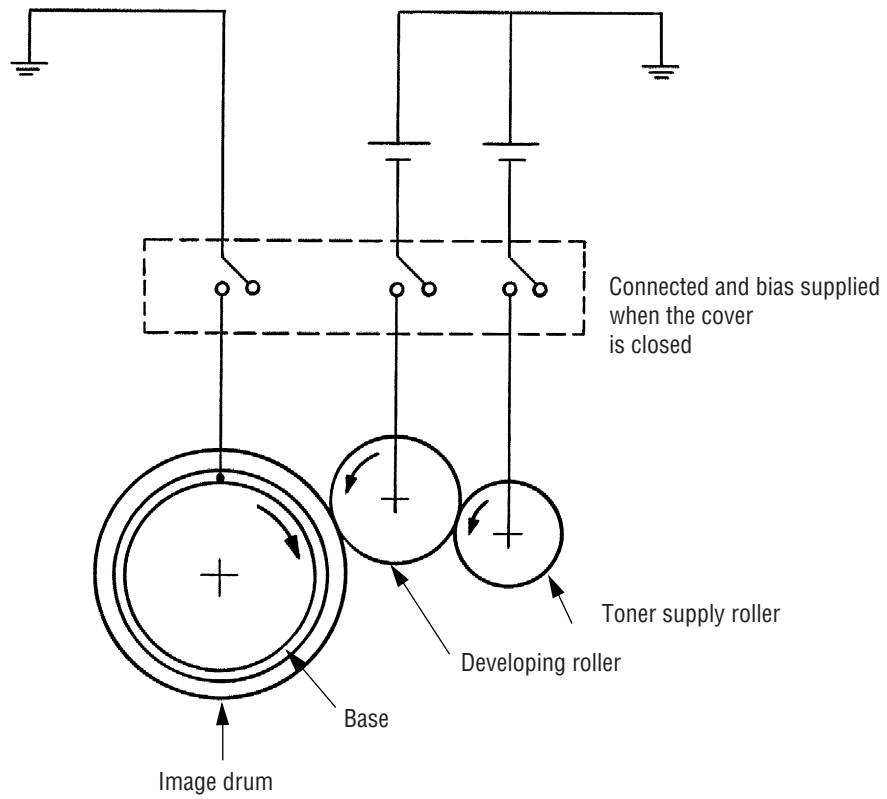 Connected and bias supplied
when the cover
is closed
Toner supply roller
Developing roller
Base
Image drum